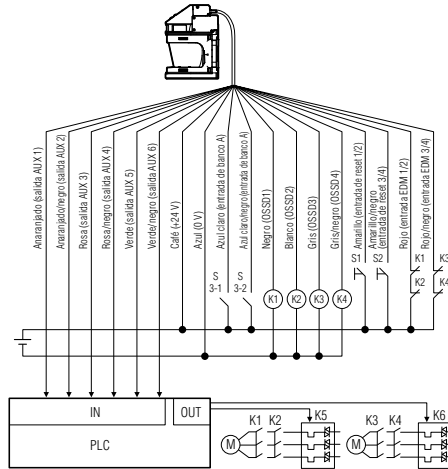 Anaranjado (salida AUX 1)
Anaranjado/negro (salida AUX 2)
Rosa (salida AUX 3)
Rosa/negro (salida AUX 4)
Verde (salida AUX 5)
Verde/negro (salida AUX 6)
Café (+24 V)
Azul (0 V)
Azul claro (entrada de banco A)
Azul claro/negro (entrada de banco A)
Negro (OSSD1)
Blanco (OSSD2)
Gris (OSSD3)
Gris/negro (OSSD4)
Amarillo (entrada de reset 1/2)
Amarillo/negro
(entrada de reset 3/4)
Rojo (entrada EDM 1/2)
Rojo/negro (entrada EDM 3/4)
S
3-1
S
3-2
K1
K2
K3
K4
S1
S2
K1
K2
K3
K4
IN
OUT
PLC
K1 K2
K5
M
K3 K4
K6
M